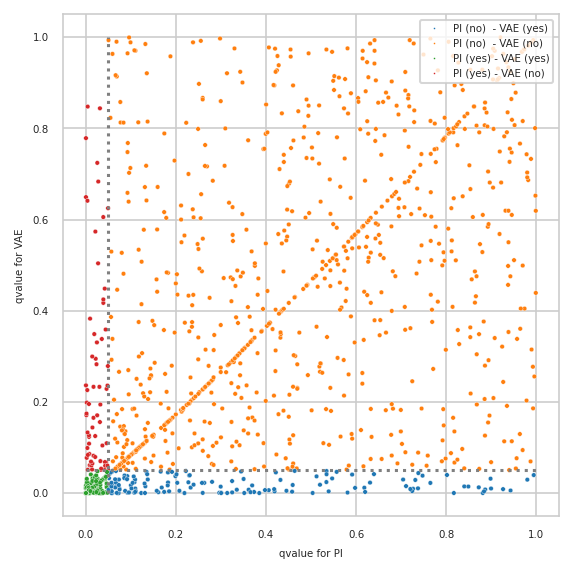 1.0
0.8
0.6
0.4
0.2
0.0
qvalue for VAE
PI (no) - VAE (yes)
PI (no) - VAE (no)
PI (yes) - VAE (yes)
PI (yes) - VAE (no)
0.0 0.2 0.4 0.6 0.8 1.0
qvalue for PI